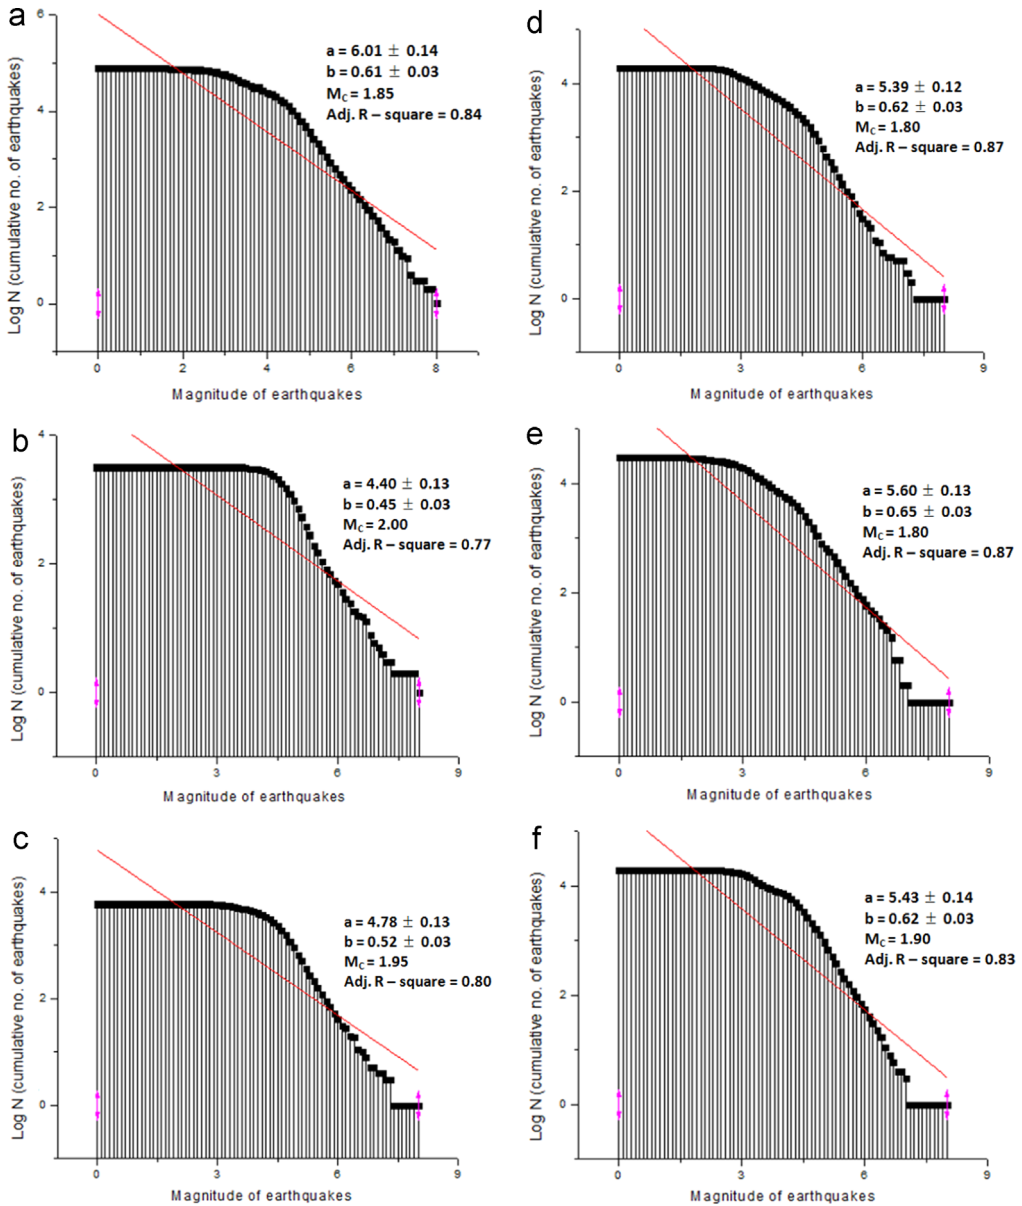 a
6
4
2
0
0
2
4
6
8
Log N (cumulative no. of earthquakes)
Magnitude of earthquakes
a = 6.01 ± 0.14
b = 0.61 ± 0.03
Mc = 1.85
Adj. R – square = 0.84
d
4
2
0
0
3
6
9
Log N (cumulative no. of earthquakes)
Magnitude of earthquakes
a = 5.39 ± 0.12
b = 0.62 ± 0.03
Mc = 1.80
Adj. R – square = 0.87
b
4
2
0
0
3
6
9
Log N (cumulative no. of earthquakes)
Magnitude of earthquakes
a = 4.40 ± 0.13
b = 0.45 ± 0.03
Mc = 2.00
Adj. R – square = 0.77
e
4
2
0
0
3
6
9
Log N (cumulative no. of earthquakes)
Magnitude of earthquakes
a = 5.60 ± 0.13
b = 0.65 ± 0.03
Mc = 1.80
Adj. R – square = 0.87
c
4
2
0
0
3
6
9
Log N (cumulative no. of earthquakes)
Magnitude of earthquakes
a = 4.78 ± 0.13
b = 0.52 ± 0.03
Mc = 1.95
Adj. R – square = 0.80
f
4
2
0
0
3
6
9
Log N (cumulative no. of earthquakes)
Magnitude of earthquakes
a = 5.43 ± 0.14
b = 0.62 ± 0.03
Mc = 1.90
Adj. R – square = 0.83